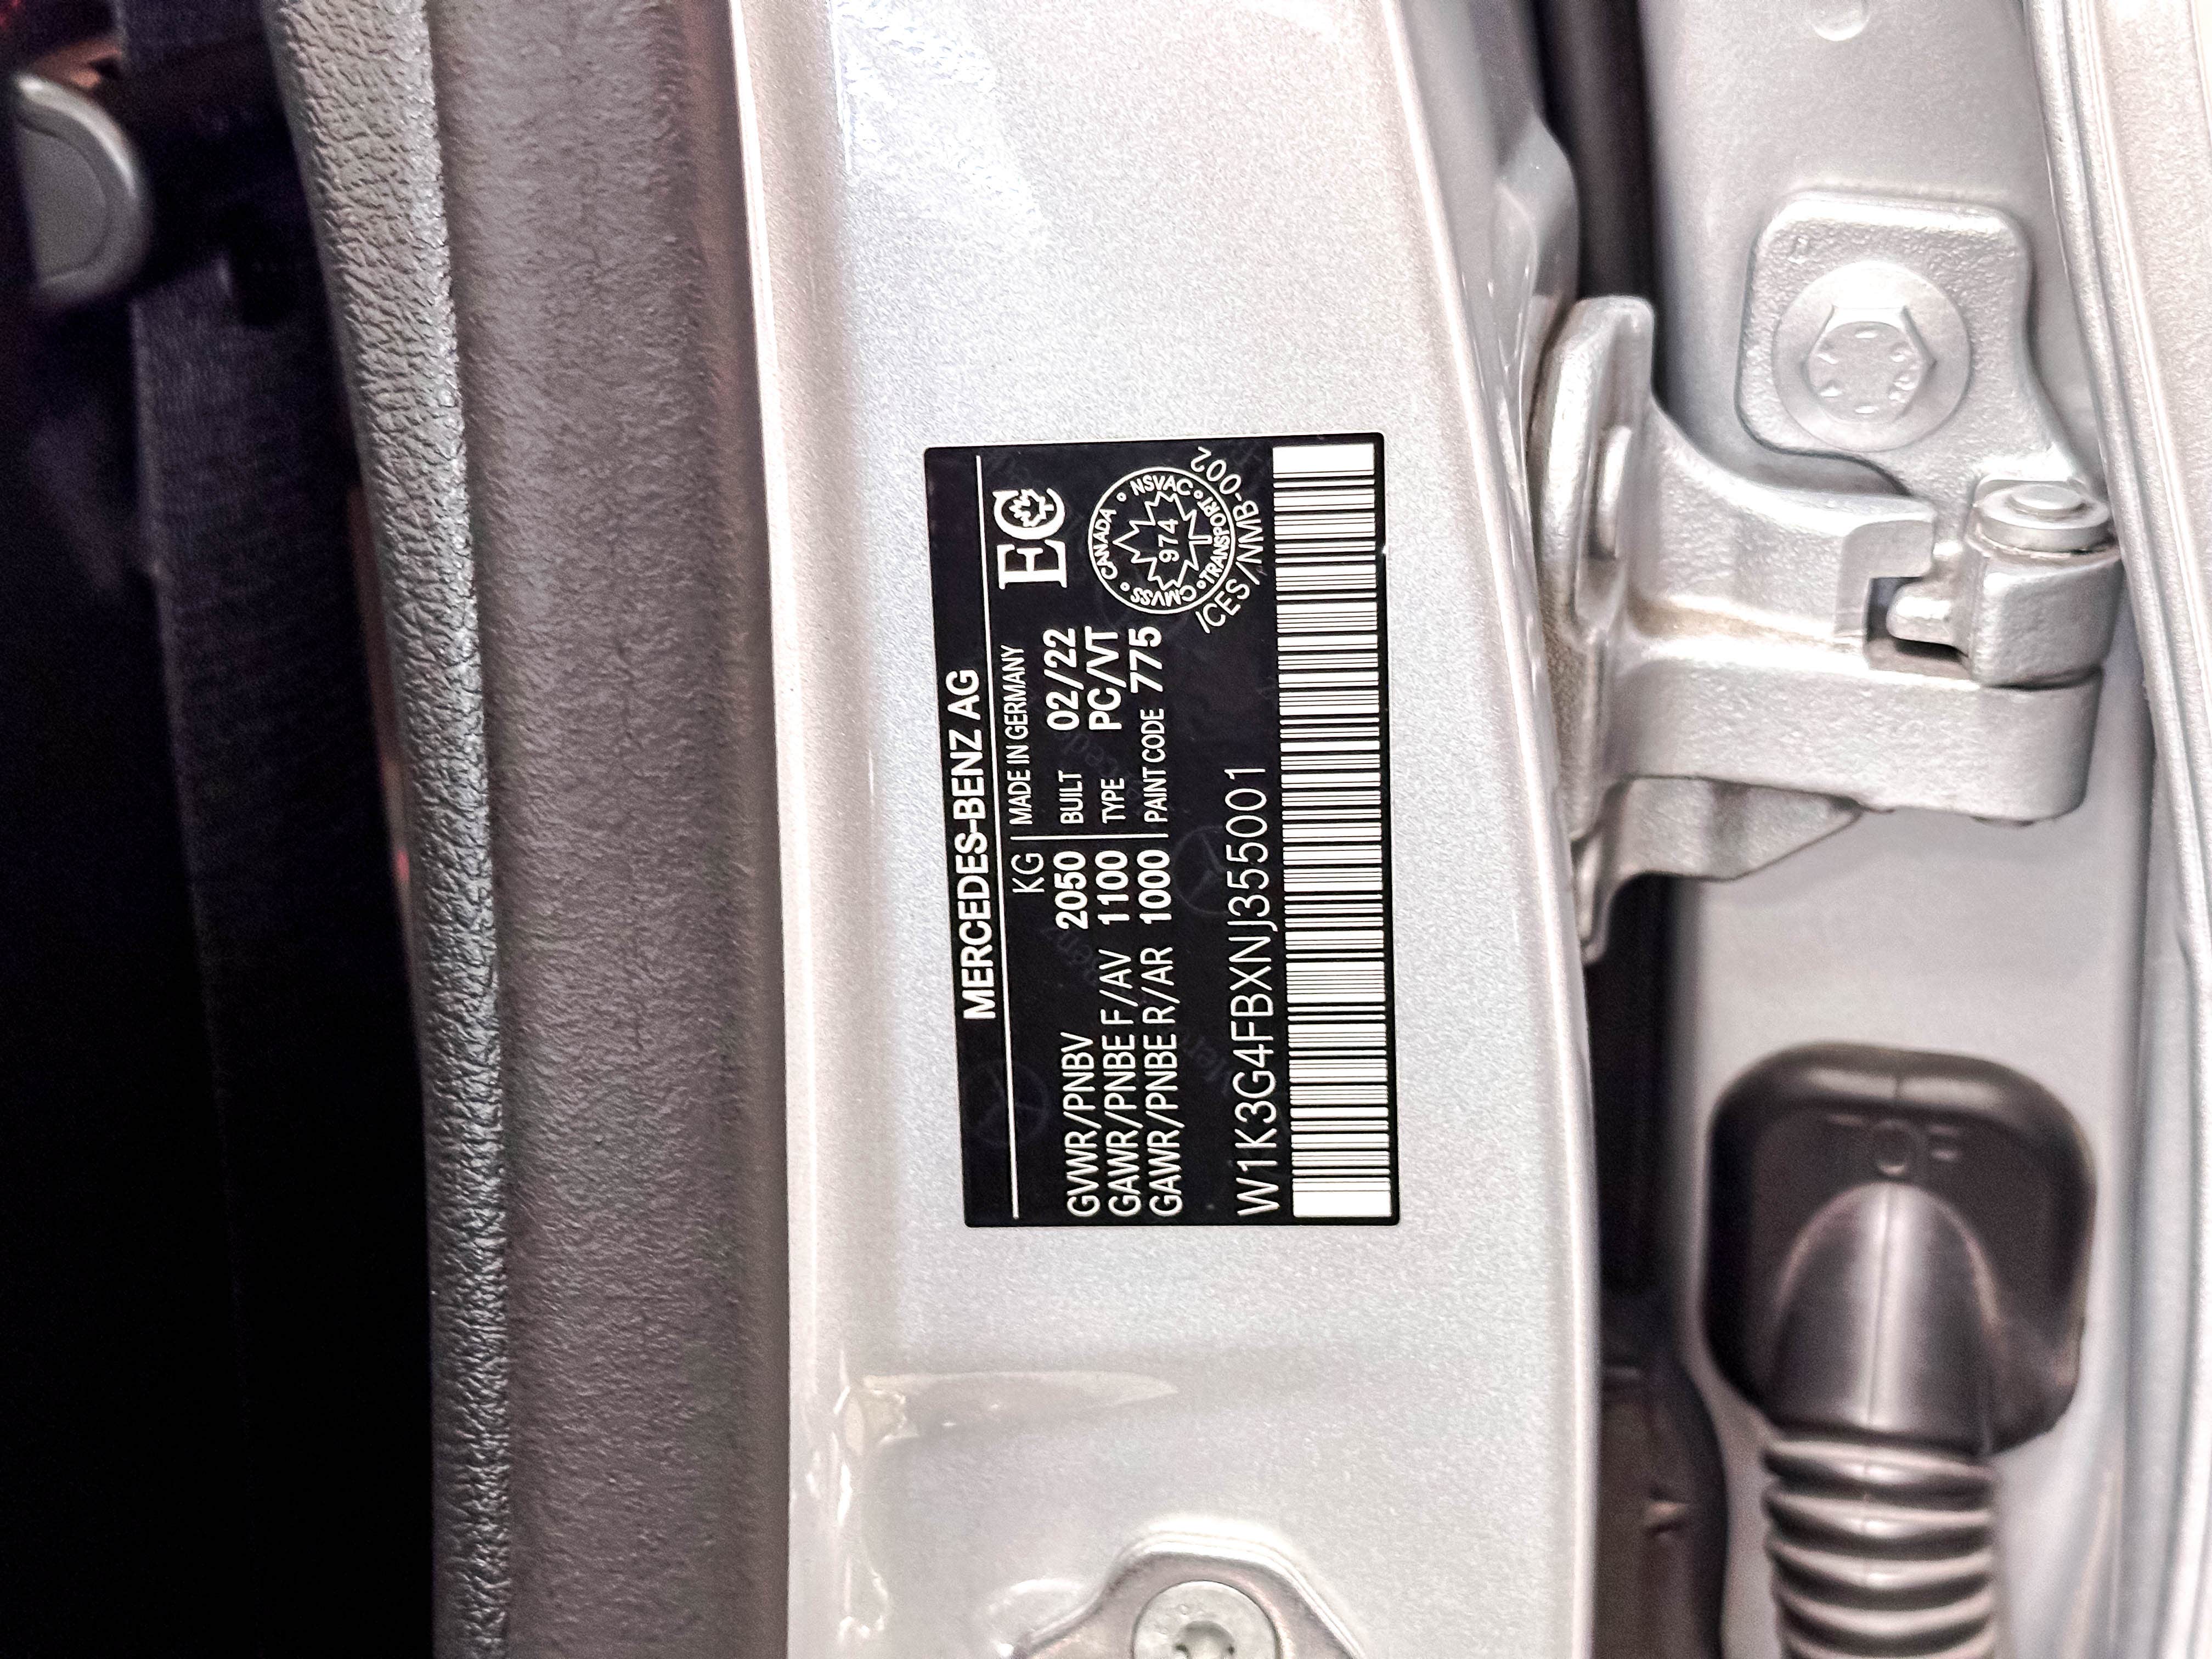 MERCEDES-BENZ AG
KG MADE IN GERMANY
GVWR/PNBV 2050 BUILT 02/22
GAWR/PNBE F/AV 1100 TYPE PC/VT
GAWR/PNBE R/AR 1000 PAINT CODE 775
EC
CANADA NSVAC
974
CMVSS TRANSPORT
ICES/NMB-002
W1K3G4FBXNJ355001
TOP